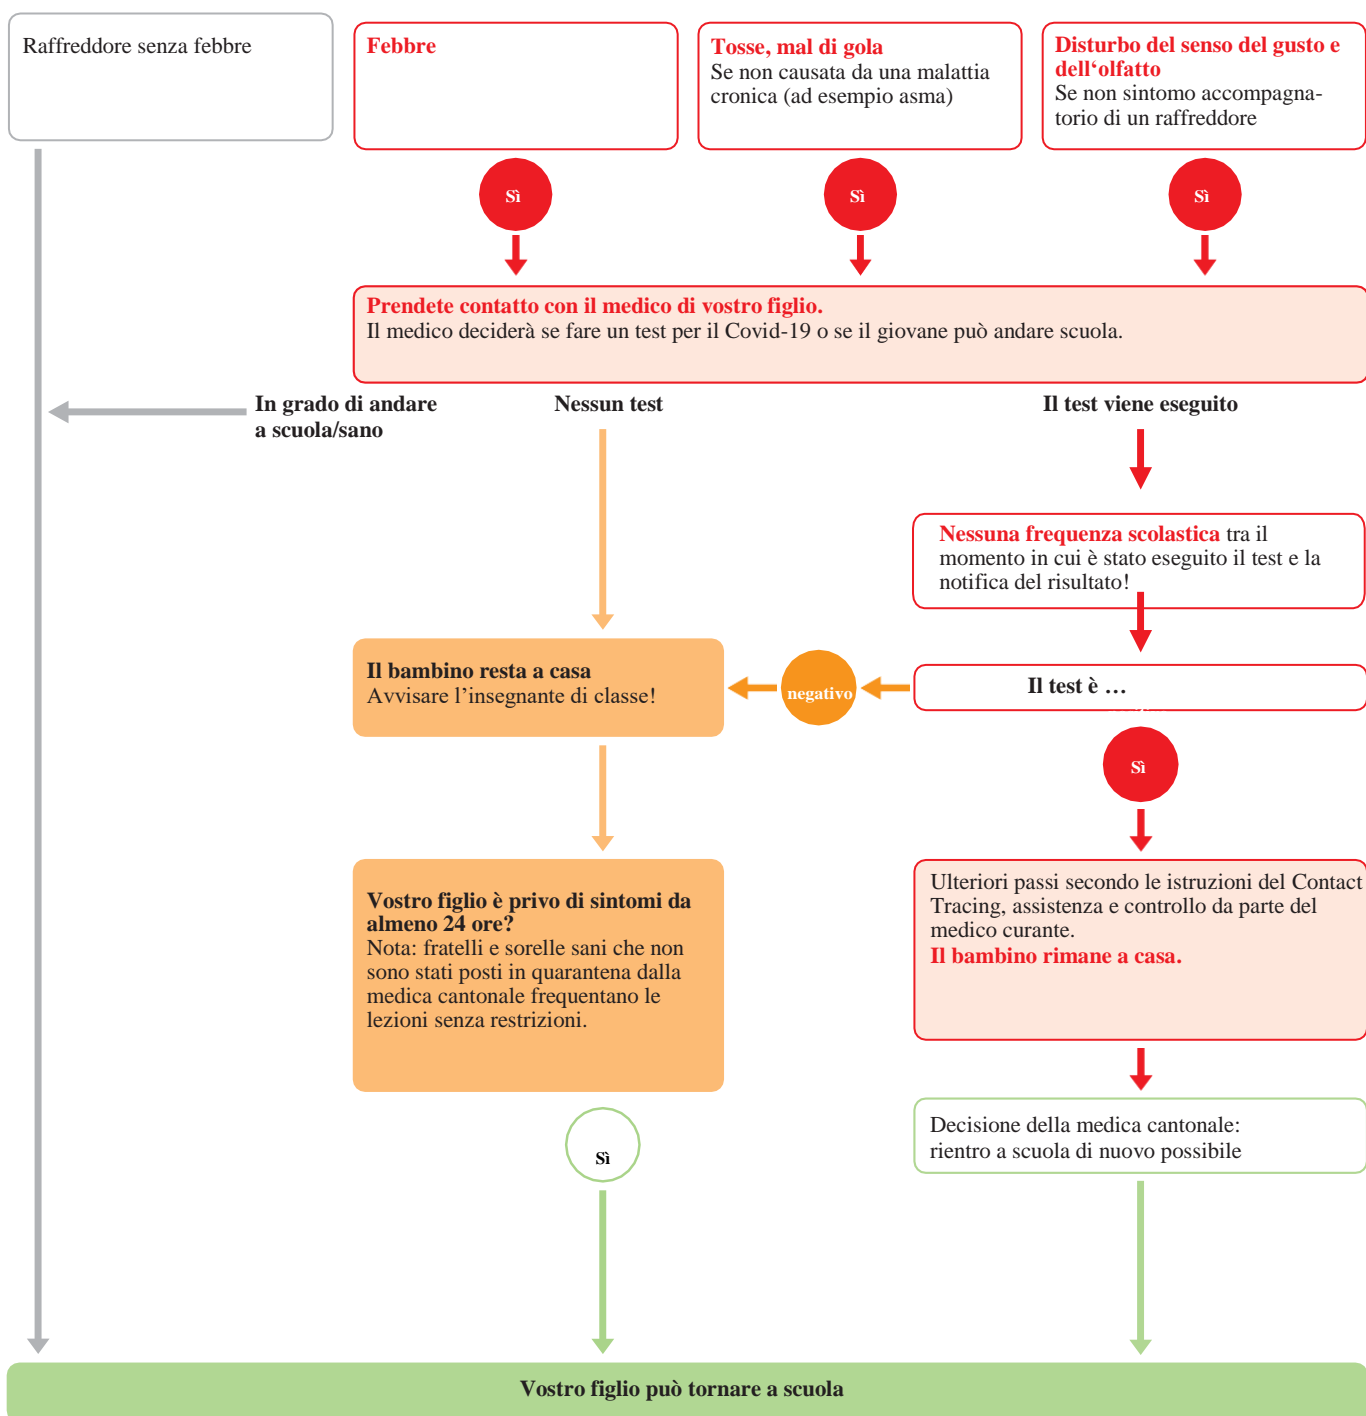 Raffreddore senza febbre
Febbre
Tosse, mal di gola
Se non causata da una malattia
cronica (ad esempio asma)
Disturbo del senso del gusto e
dell‘olfatto
Se non sintomo accompagna-
torio di un raffreddore
Sì
Sì
Sì
Prendete contatto con il medico di vostro figlio.
Il medico deciderà se fare un test per il Covid-19 o se il giovane può andare scuola.
In grado di andare
a scuola/sano
Nessun test
Il test viene eseguito
Nessuna frequenza scolastica tra il
momento in cui è stato eseguito il test e la
notifica del risultato!
Il bambino resta a casa
Avvisare l’insegnante di classe!
negativo
Il test è …
Sì
Vostro figlio è privo di sintomi da
almeno 24 ore?
Nota: fratelli e sorelle sani che non
sono stati posti in quarantena dalla
medica cantonale frequentano le
lezioni senza restrizioni.
Ulteriori passi secondo le istruzioni del Contact
Tracing, assistenza e controllo da parte del
medico curante.
Il bambino rimane a casa.
Sì
Decisione della medica cantonale:
rientro a scuola di nuovo possibile
Vostro figlio può tornare a scuola